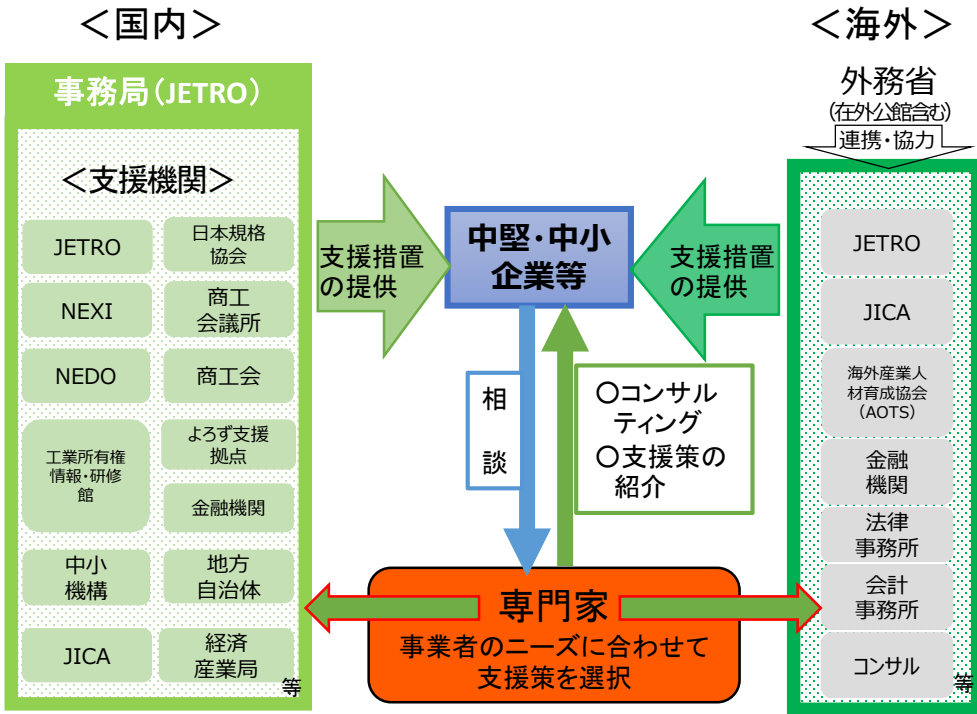 ＜国内＞
事務局(JETRO)
＜支援機関＞
JETRO
日本規格
協会
NEXI
商工
会議所
NEDO
商工会
工業所有権
情報・研修
館
よろず支援
拠点
金融機関
中小
機構
地方
自治体
JICA
経済
産業局
等
支援措置
の提供
中堅・中小
企業等
支援措置
の提供
相
談
○コンサル
ティング
○支援策の
紹介
専門家
事業者のニーズに合わせて
支援策を選択
＜海外＞
外務省
(在外公館含む)
連携・協力
JETRO
JICA
海外産業人
材育成協会
（AOTS）
金融
機関
法律
事務所
会計
事務所
コンサル
等